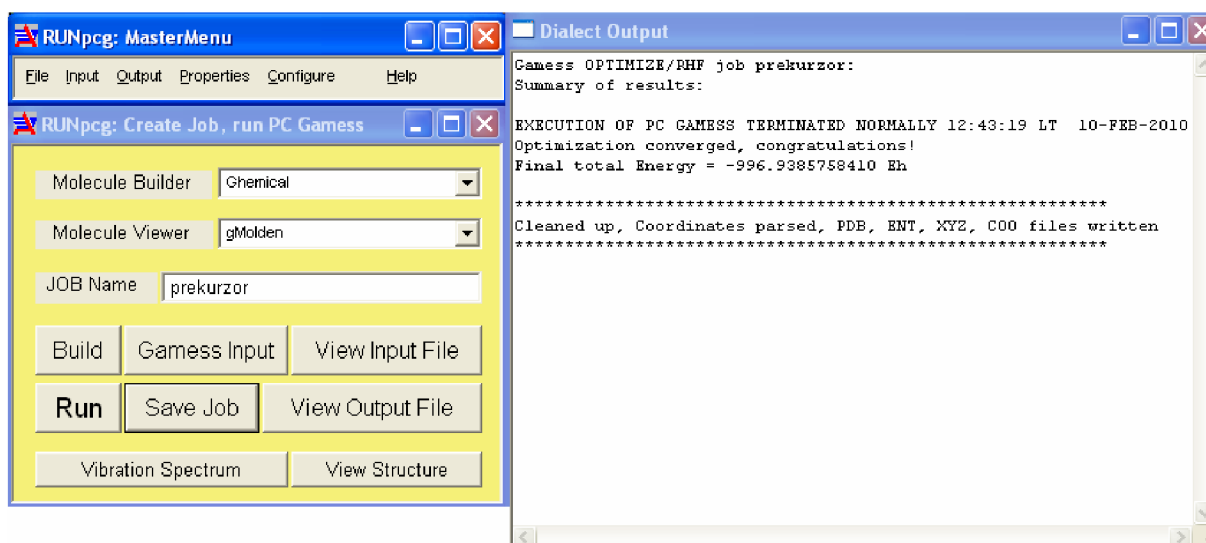 RUNpcg: MasterMenu
File Input Output Properties Configure Help
RUNpcg: Create Job, run PC Gamess
Molecule Builder Ghemical
Molecule Viewer gMolden
JOB Name prekurzor
Build Gamess Input View Input File
Run Save Job View Output File
Vibration Spectrum View Structure
Dialect Output
Gamess OPTIMIZE/RHF job prekurzor:
Summary of results:
EXECUTION OF PC GAMESS TERMINATED NORMALLY 12:43:19 LT 10-FEB-2010
Optimization converged, congratulations!
Final total Energy = -996.9385758410 Eh
***********************************************************
Cleaned up, Coordinates parsed, PDB, ENT, XYZ, COO files written
***********************************************************